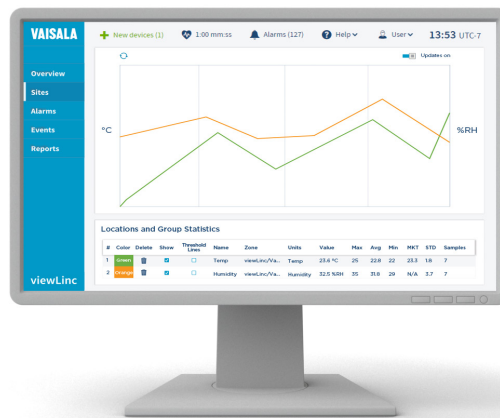 VAISALA
New devices (1) 1:00 mm:ss Alarms (127) Help User 13:53 UTC-7
Updates on
Overview
Sites
Alarms
Events
Reports
°C
%RH
Locations and Group Statistics
# Color Delete Show Threshold Lines Name Zone Units Value Max Avg Min MKT STD Samples
1 Green Temp viewLinc/Va... Temp 23.6 °C 25 22.8 22 23.3 1.8 7
2 Orange Humidity viewLinc/Va... Humidity 32.5 %RH 35 31.8 29 N/A 3.7 7
viewLinc